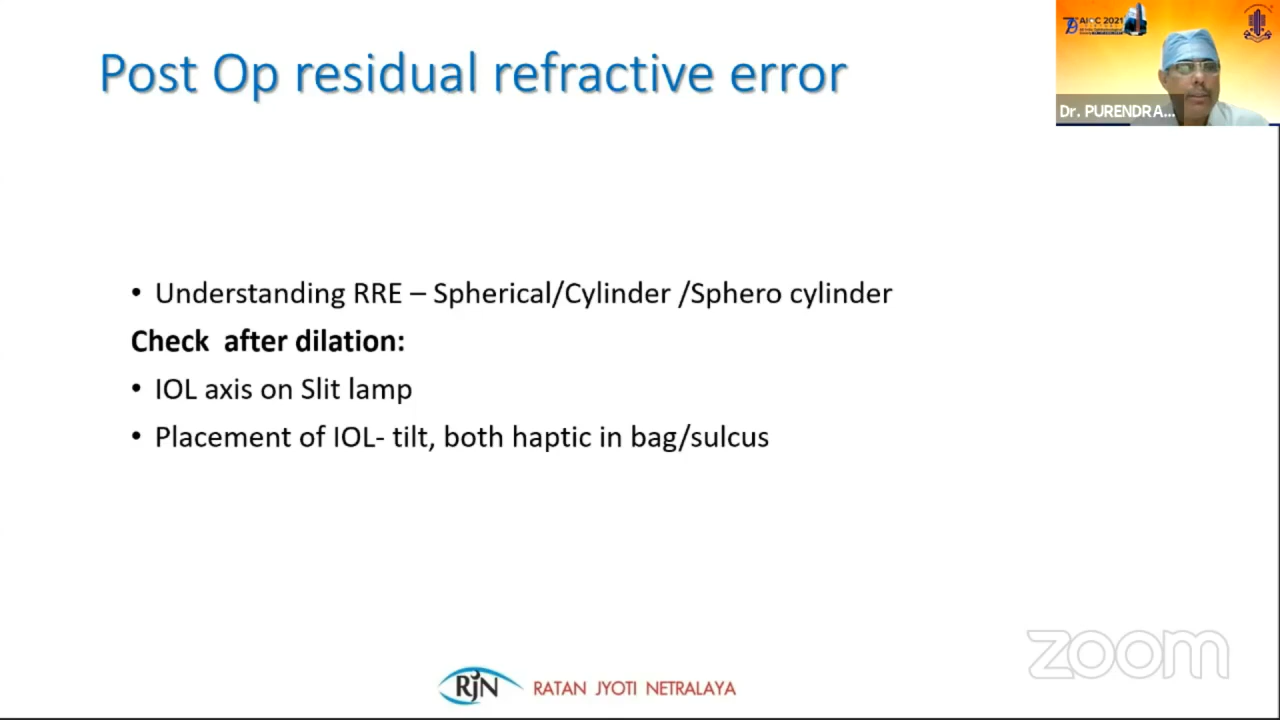 Post Op residual refractive error
AIOC 2021
Dr. PURENDRA...
• Understanding RRE – Spherical/Cylinder /Sphero cylinder
Check after dilation:
• IOL axis on Slit lamp
• Placement of IOL- tilt, both haptic in bag/sulcus
zoom
RJN RATAN JYOTI NETRALAYA